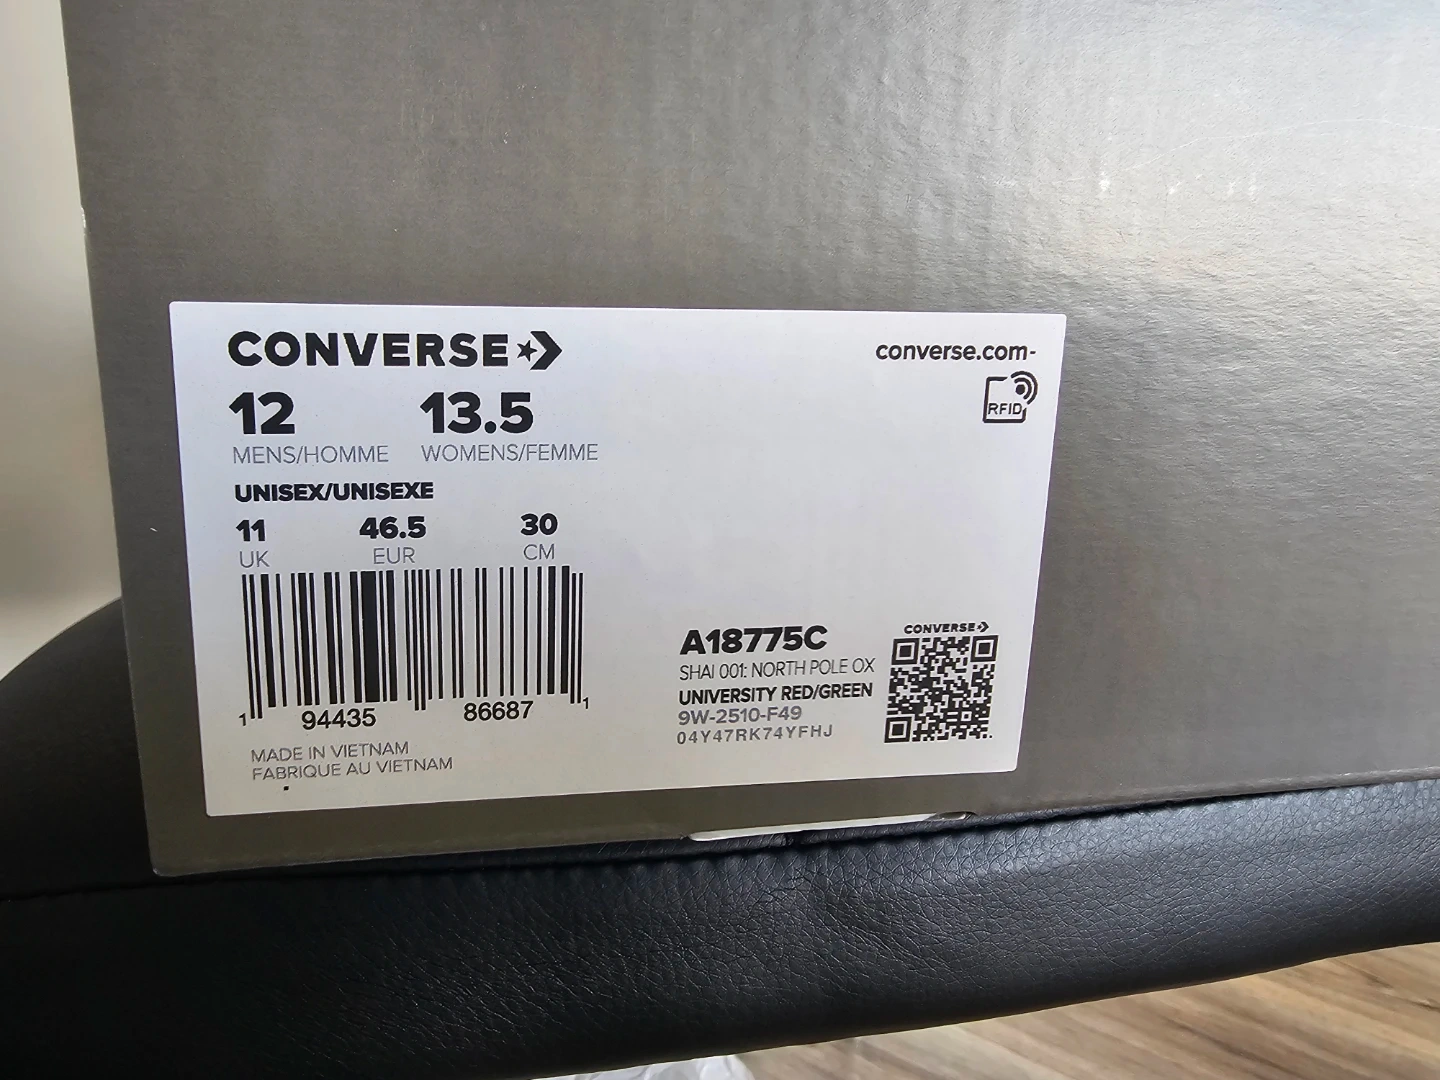 CONVERSE
converse.com-
RFID
12 13.5
MENS/HOMME WOMENS/FEMME
UNISEX/UNISEXE
11 46.5 30
UK EUR CM
1 94435 86687 1
MADE IN VIETNAM
FABRIQUE AU VIETNAM
CONVERSE
A18775C
SHAI 001: NORTH POLE OX
UNIVERSITY RED/GREEN
9W-2510-F49
04Y47RK74YFHJ